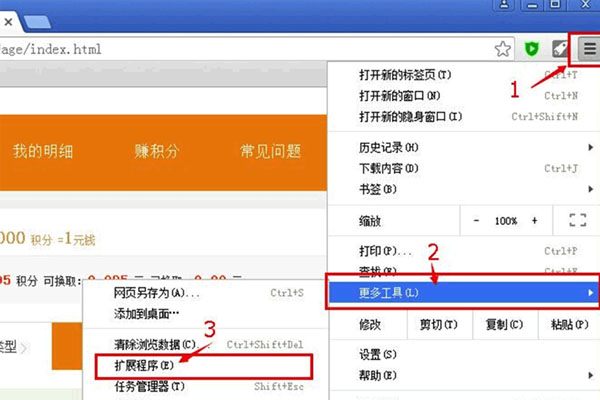 age/index.html
1
打开新的标签页(T) Ctrl+T
打开新的窗口(N) Ctrl+N
打开新的隐身窗口(I) Ctrl+Shift+N
我的明细 赚积分 常见问题
历史记录(H)
下载内容(D) Ctrl+J
书签(B)
缩放 - 100% +
000 积分 =1元钱
打印(P)... Ctrl+P
2
查找(F) Ctrl+F
积分 可换取:
更多工具(L)
网页另存为(A)... Ctrl+S
添加到桌面…
3
修改 剪切(T) 复制(C) 粘贴(P)
类型
清除浏览数据(C)... Ctrl+Shift+Del
设置(S)
扩展程序(E)
帮助(E)
任务管理器(T) Shift+Esc